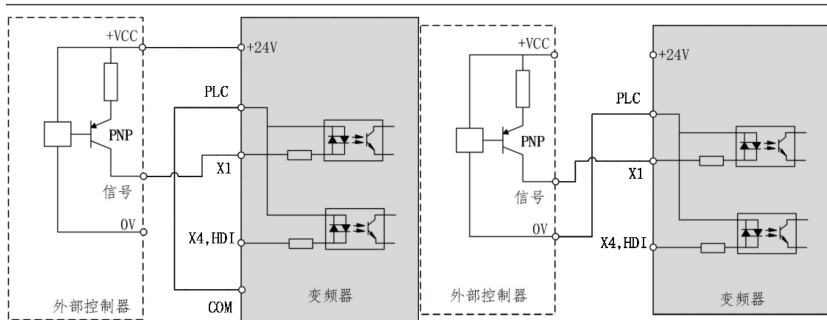 +VCC
+24V
PLC
PNP
X1
信号
0V
X4,HDI
外部控制器
变频器
COM
+VCC
+24V
PLC
PNP
X1
信号
0V
X4,HDI
外部控制器
变频器